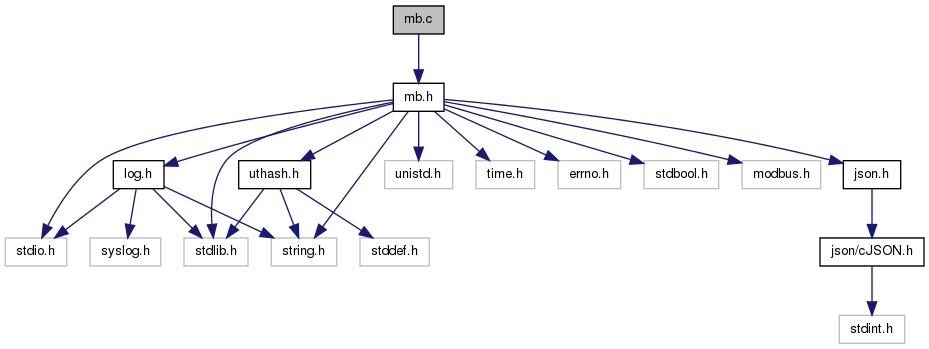 mb.c
mb.h
log.h
uthash.h
unistd.h
time.h
errno.h
stdbool.h
modbus.h
json.h
stdio.h
syslog.h
stdlib.h
string.h
stddef.h
json/cJSON.h
stdint.h